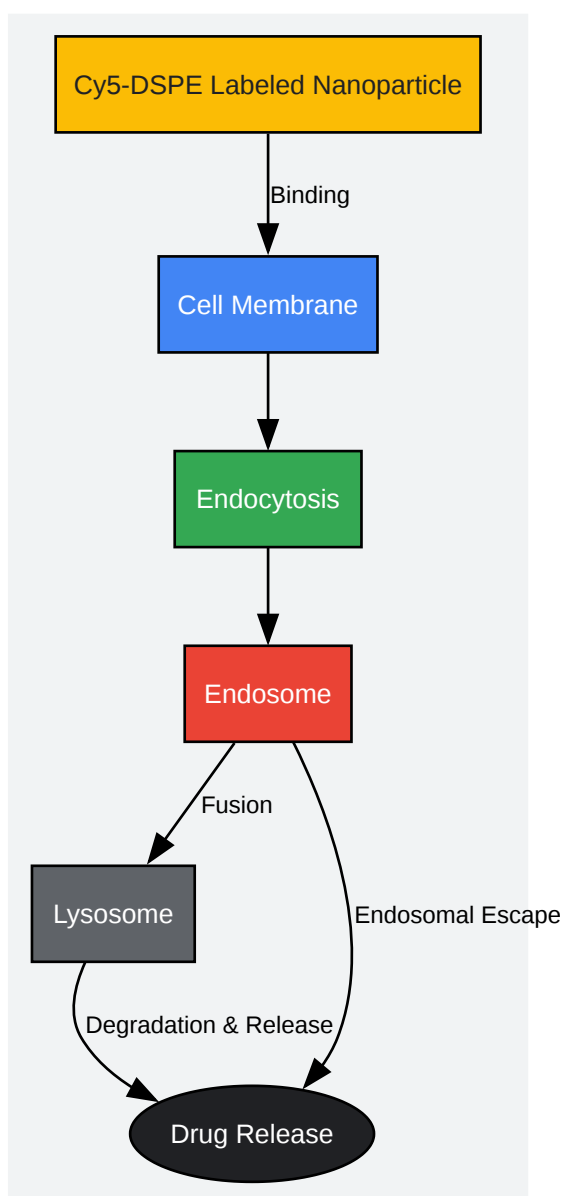 Cy5-DSPE Labeled Nanoparticle
Binding
Cell Membrane
Endocytosis
Endosome
Fusion
Lysosome
Endosomal Escape
Degradation & Release
Drug Release